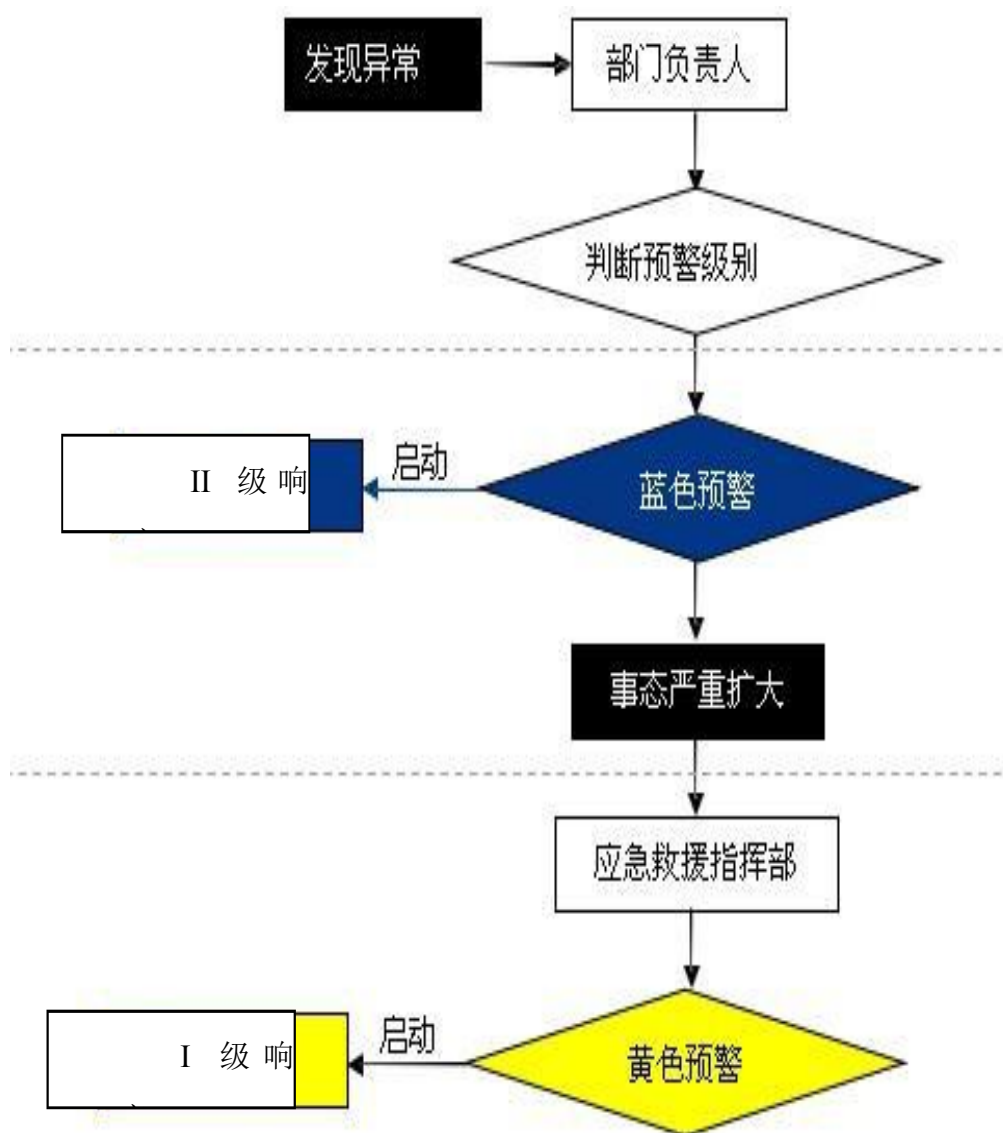 发现异常
部门负责人
判断预警级别
II 级响
启动
蓝色预警
事态严重扩大
应急救援指挥部
I 级响
启动
黄色预警